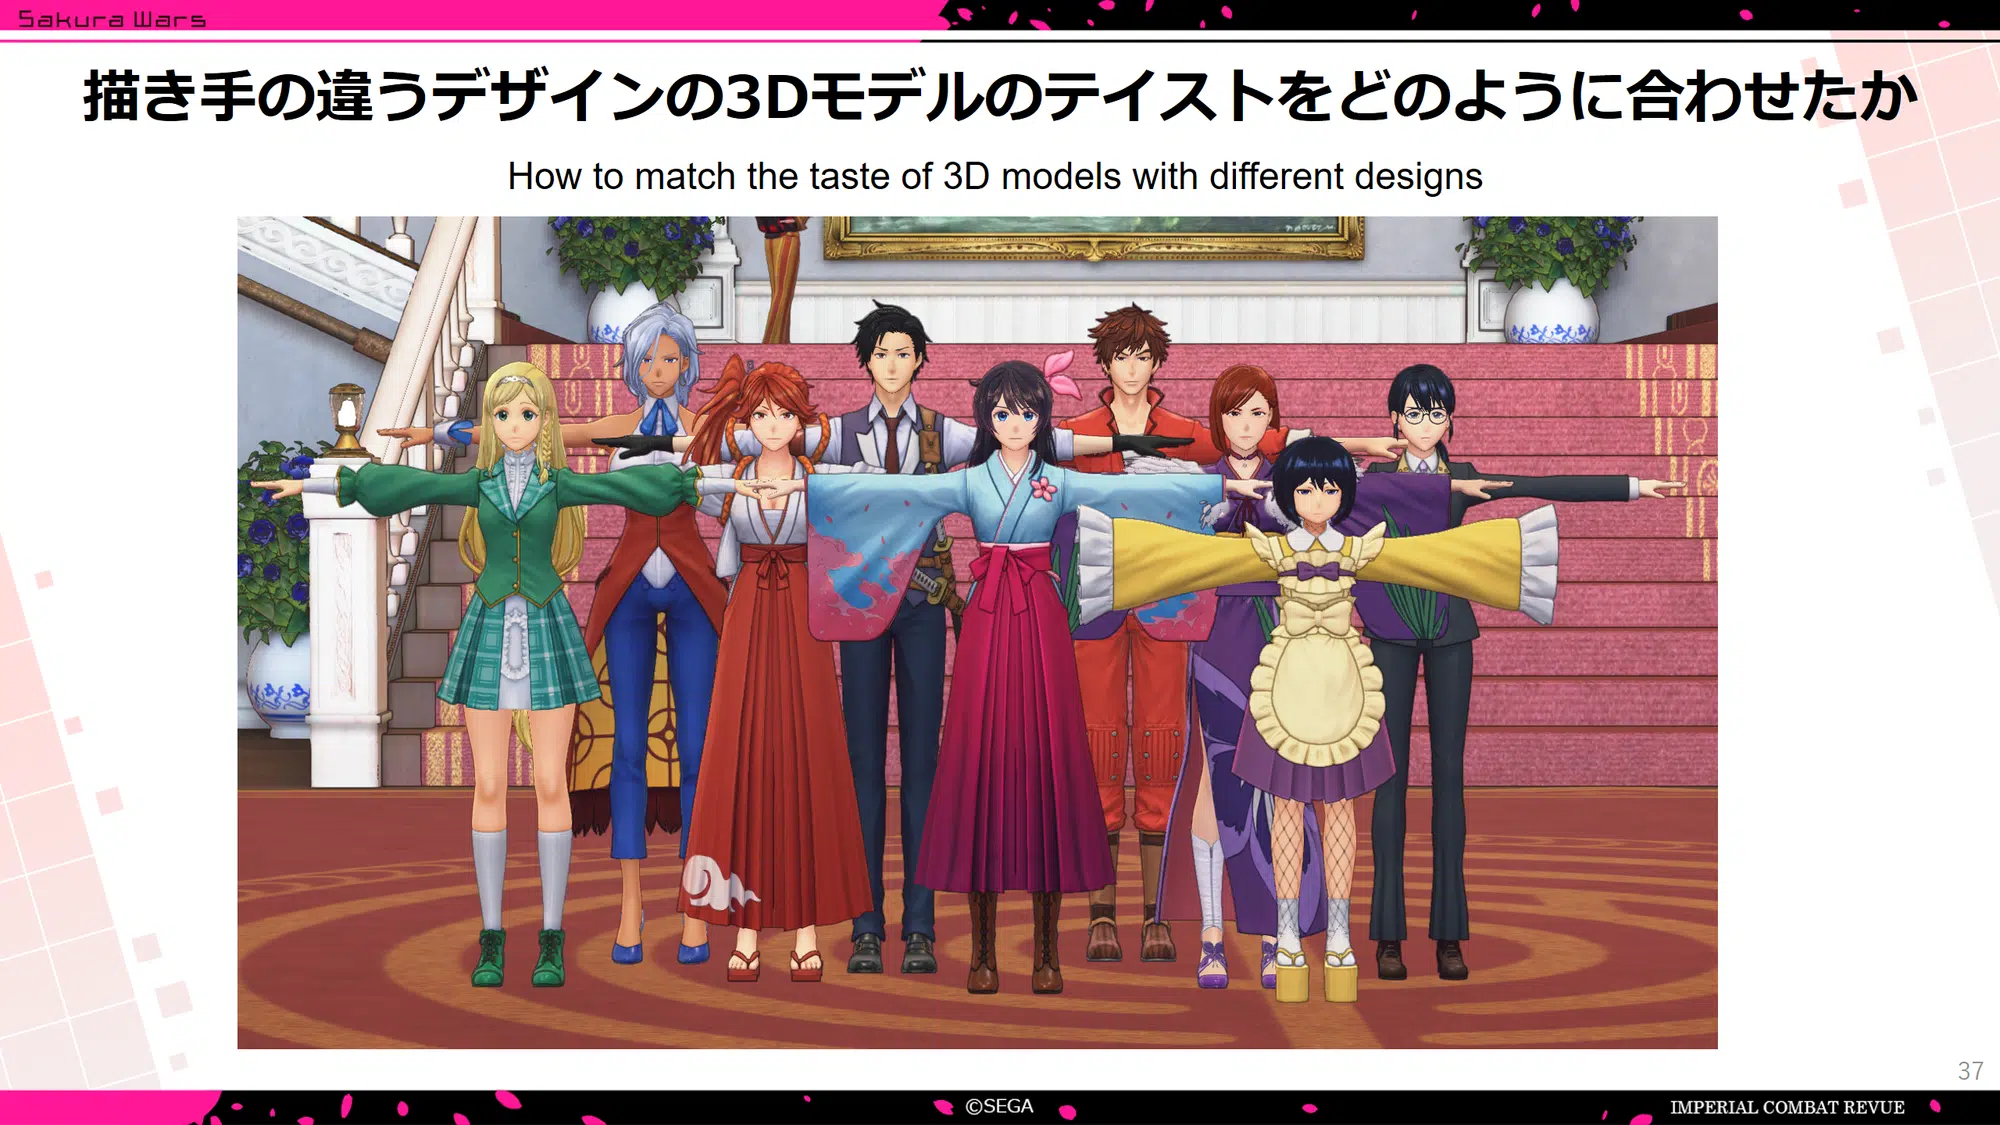 Sakura Wars
描き手の違うデザインの3Dモデルのテイストをどのように合わせたか
How to match the taste of 3D models with different designs
37
©SEGA
IMPERIAL COMBAT REVUE